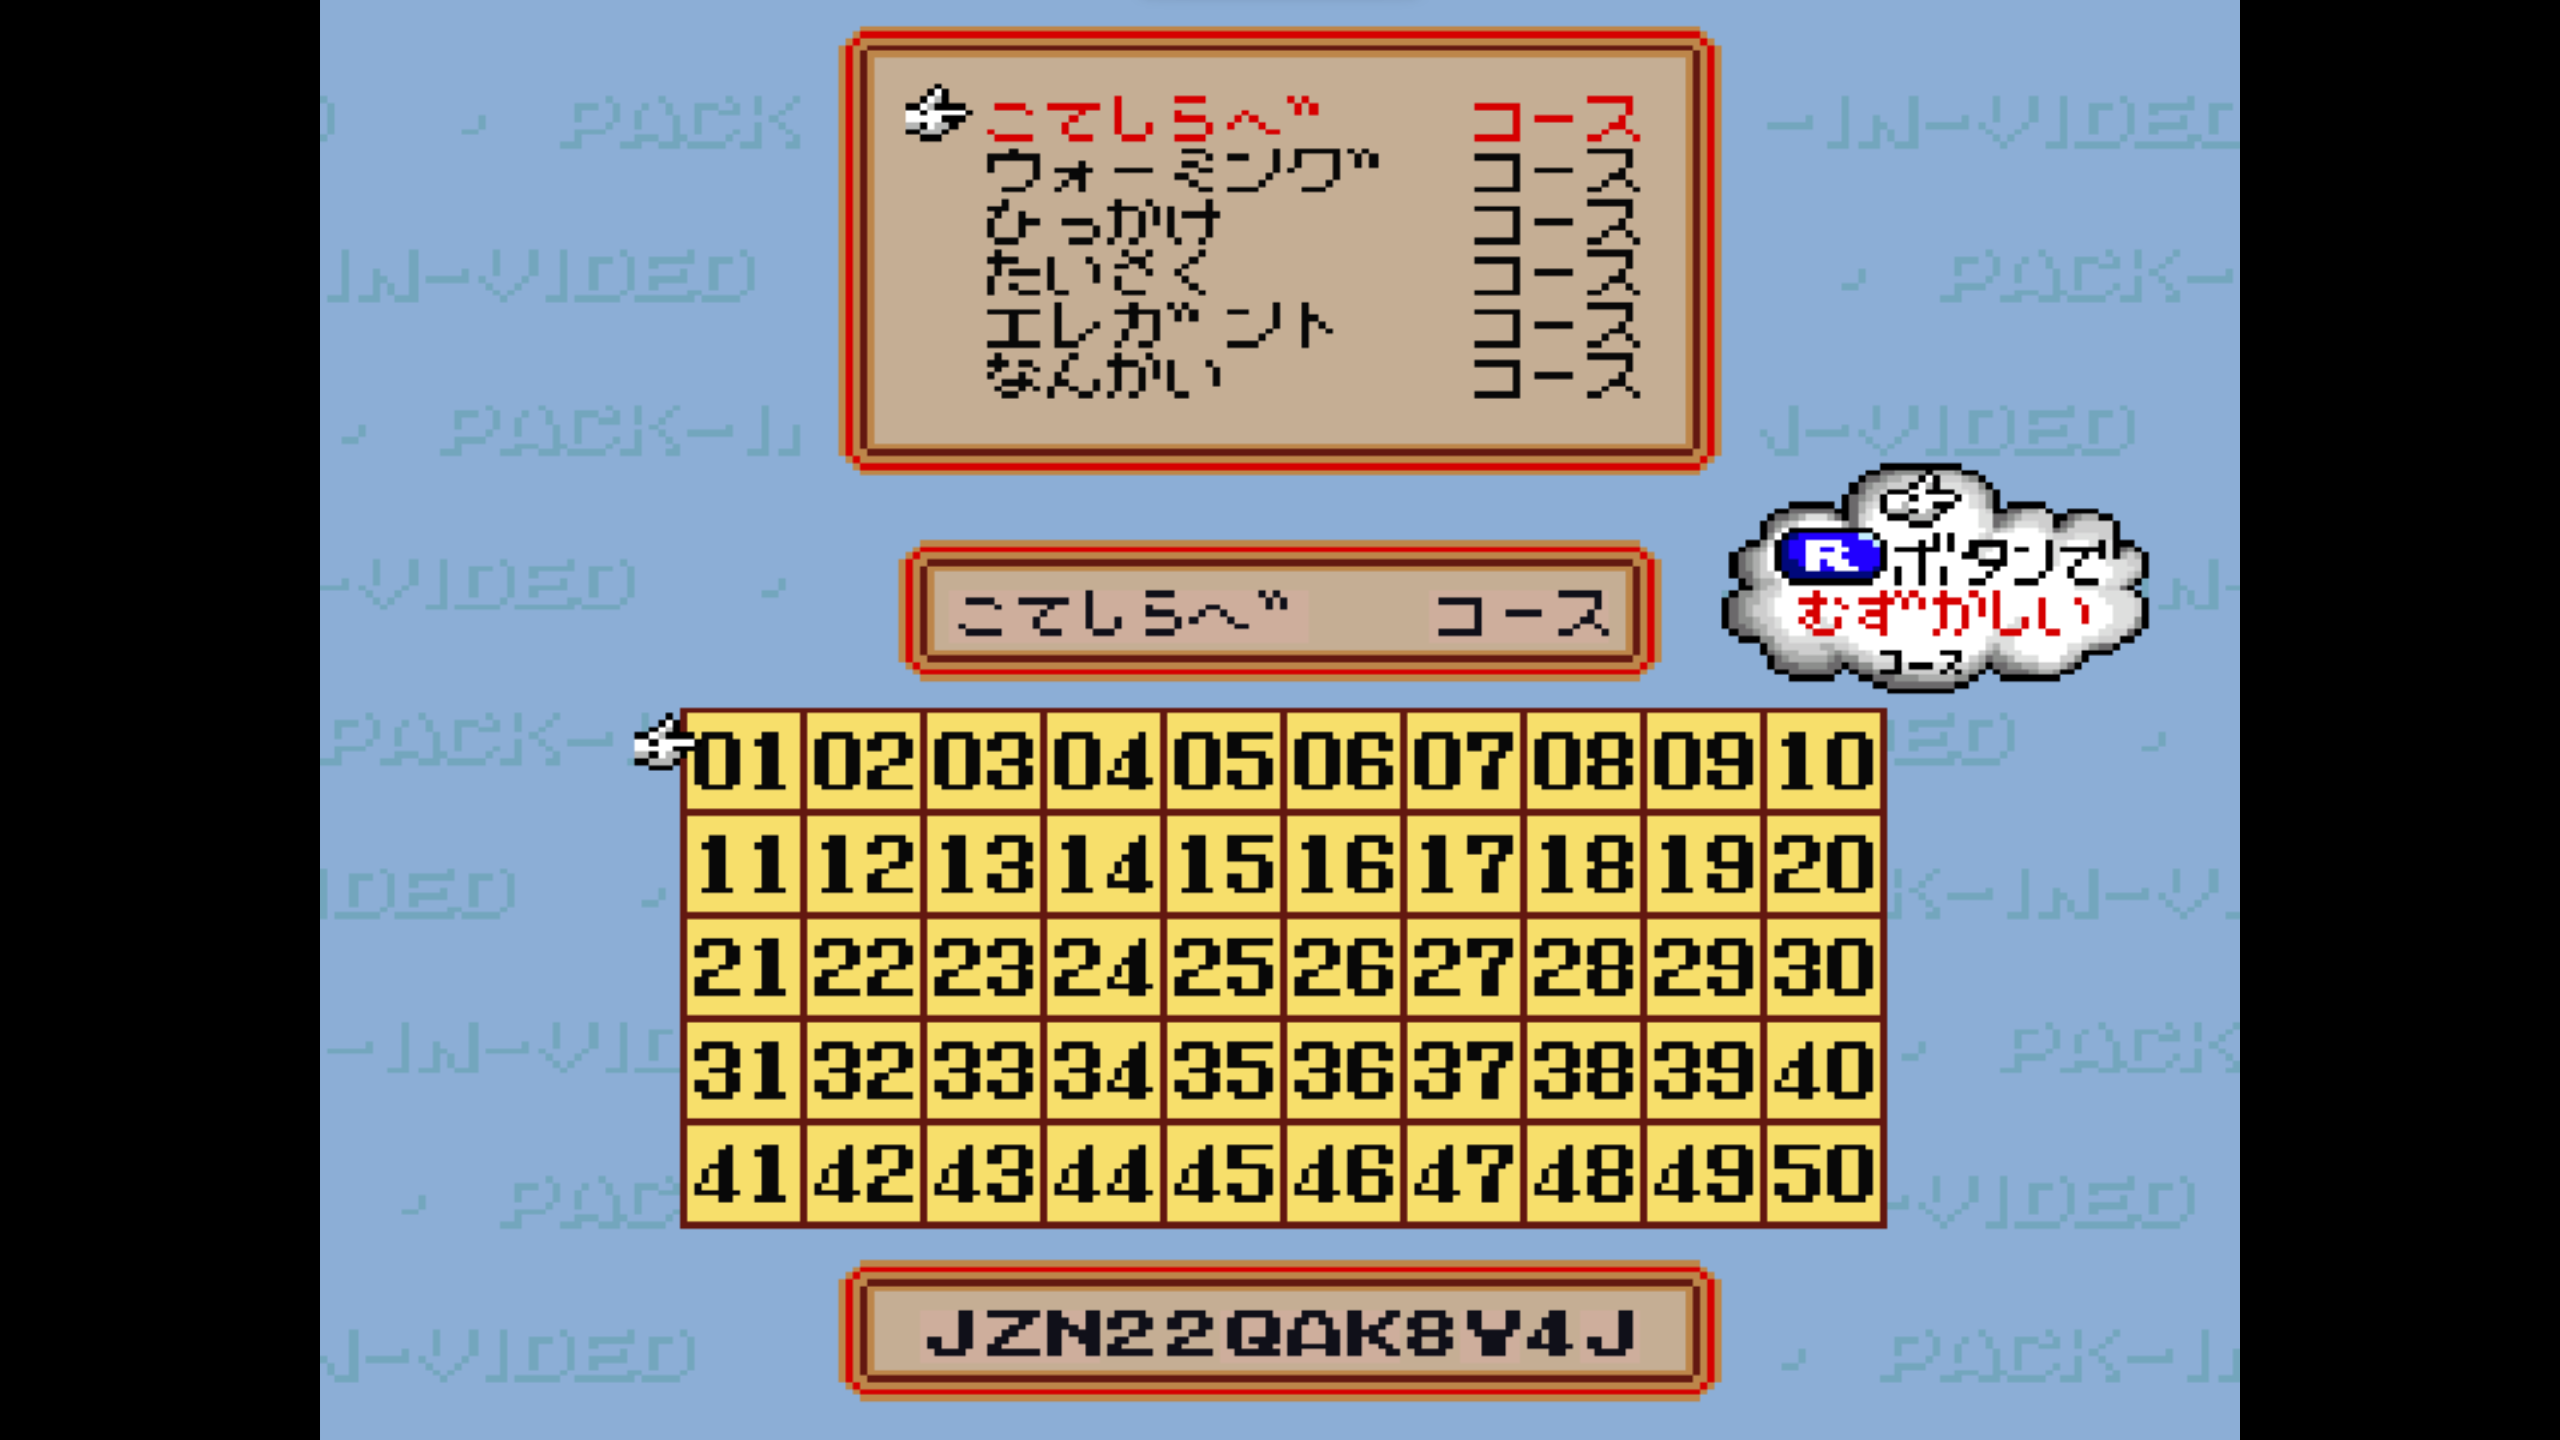 こてしらべ コース
ウォーミング コース
ひっかけ コース
たいさく コース
エレガント コース
なんかい コース
Rボタンで
むずかしい
コース
こてしらべ コース
01 02 03 04 05 06 07 08 09 10
11 12 13 14 15 16 17 18 19 20
21 22 23 24 25 26 27 28 29 30
31 32 33 34 35 36 37 38 39 40
41 42 43 44 45 46 47 48 49 50
JZN22QAK8Y4J
PACK-IN-VIDEO